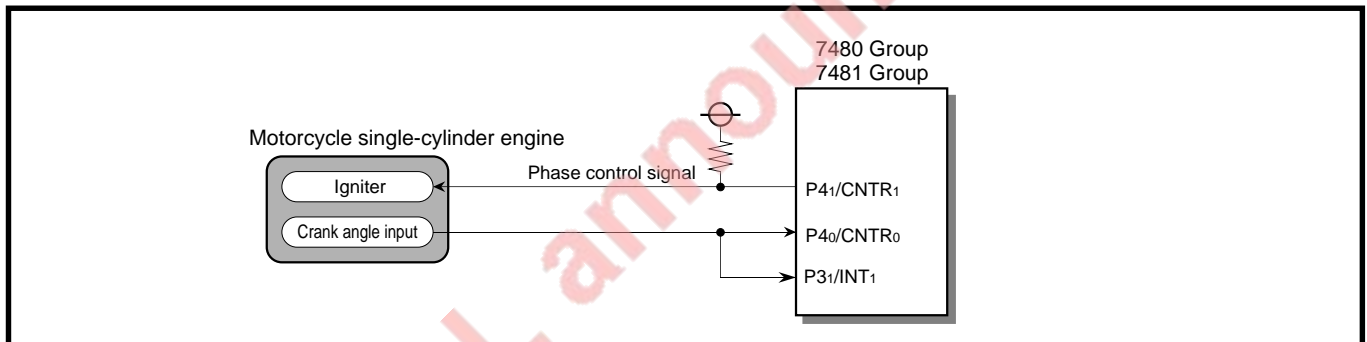 7480 Group
7481 Group
Motorcycle single-cylinder engine
Igniter
Phase control signal
P41/CNTR1
Crank angle input
P40/CNTR0
P31/INT1
L announ